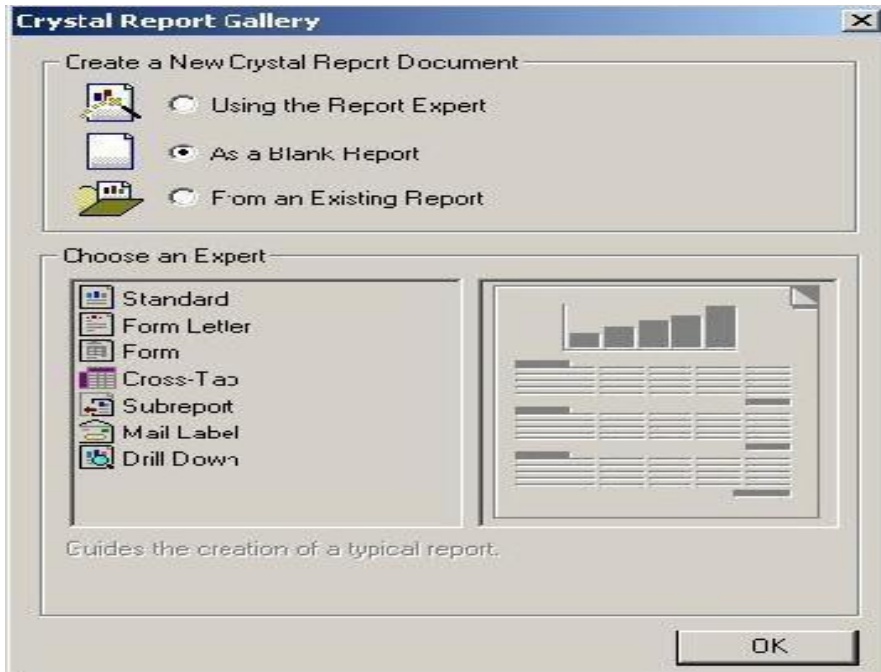 Crystal Report Gallery
Create a New Crystal Report Document
Using the Report Expert
As a Blank Report
From an Existing Report
Choose an Expert
Standard
Form Letter
Form
Cross-Tab
Subreport
Mail Label
Drill Down
Guides the creation of a typical report.
OK